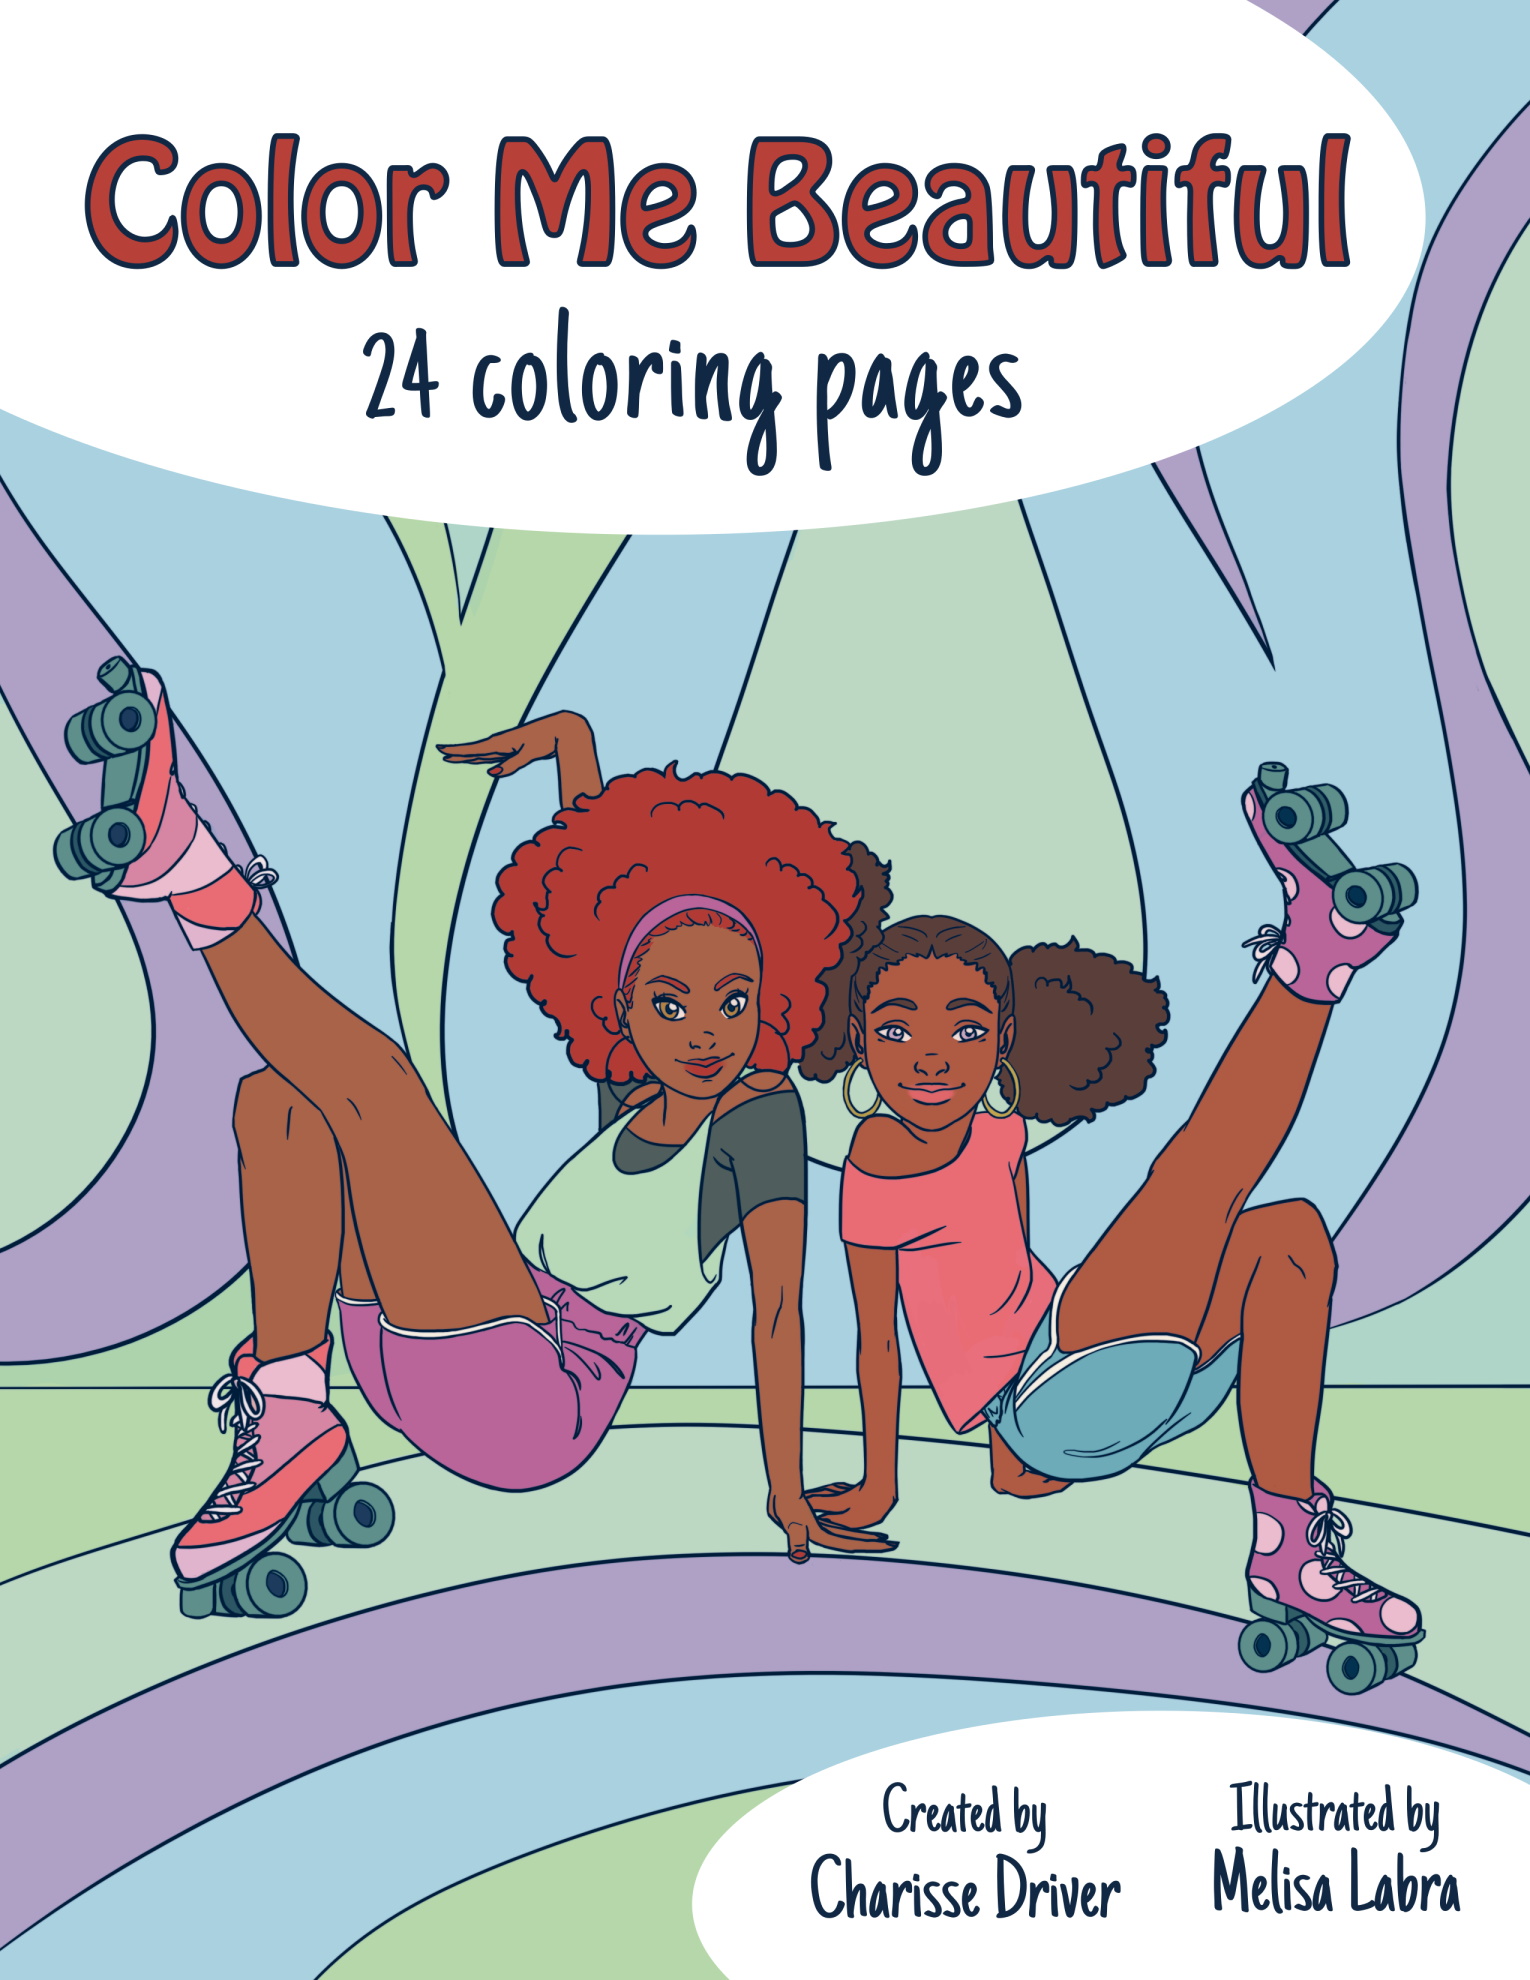 Color Me Beautiful
24 coloring pages
Created by
Charisse Driver
Illustrated by
Melisa Labra